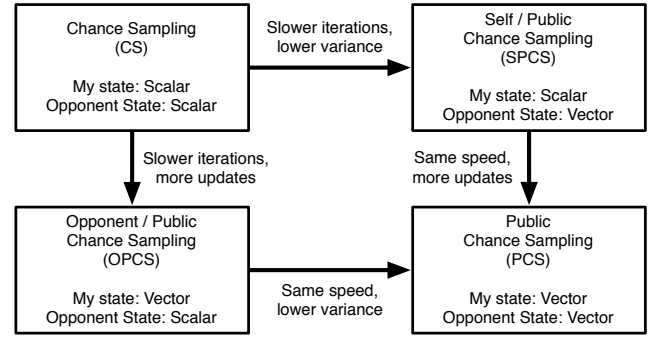 Chance Sampling
(CS)
My state: Scalar
Opponent State: Scalar
Slower iterations,
lower variance
Self / Public
Chance Sampling
(SPCS)
My state: Scalar
Opponent State: Vector
Slower iterations,
more updates
Same speed,
more updates
Opponent / Public
Chance Sampling
(OPCS)
My state: Vector
Opponent State: Scalar
Same speed,
lower variance
Public
Chance Sampling
(PCS)
My state: Vector
Opponent State: Vector